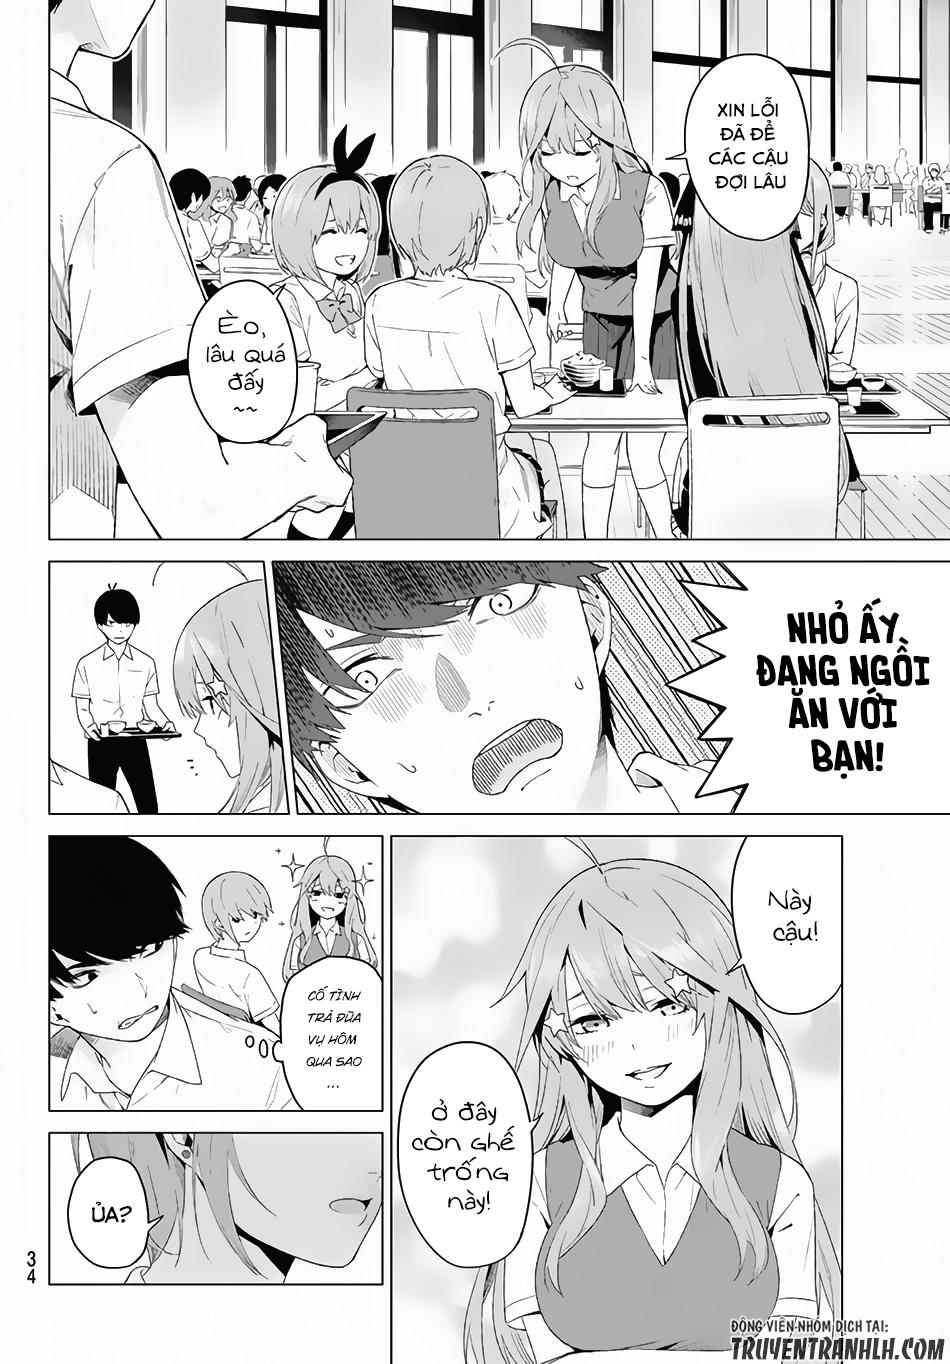 XIN LỖI
ĐÃ ĐỂ
CÁC CẬU
ĐỢI LÂU
Èo,
lâu quá
đấy
~~
NHỎ ẤY
ĐANG NGỒI
ĂN VỚI
BẠN!
Này
cậu!
Ở đây
còn ghế
trống
này!
CỐ TÌNH
TRẢ ĐŨA
VỤ HÔM
QUA SAO
...
ỦA?
34
ĐỘNG VIÊN NHÓM DỊCH TẠI:
TRUYENTRANHLH.COM